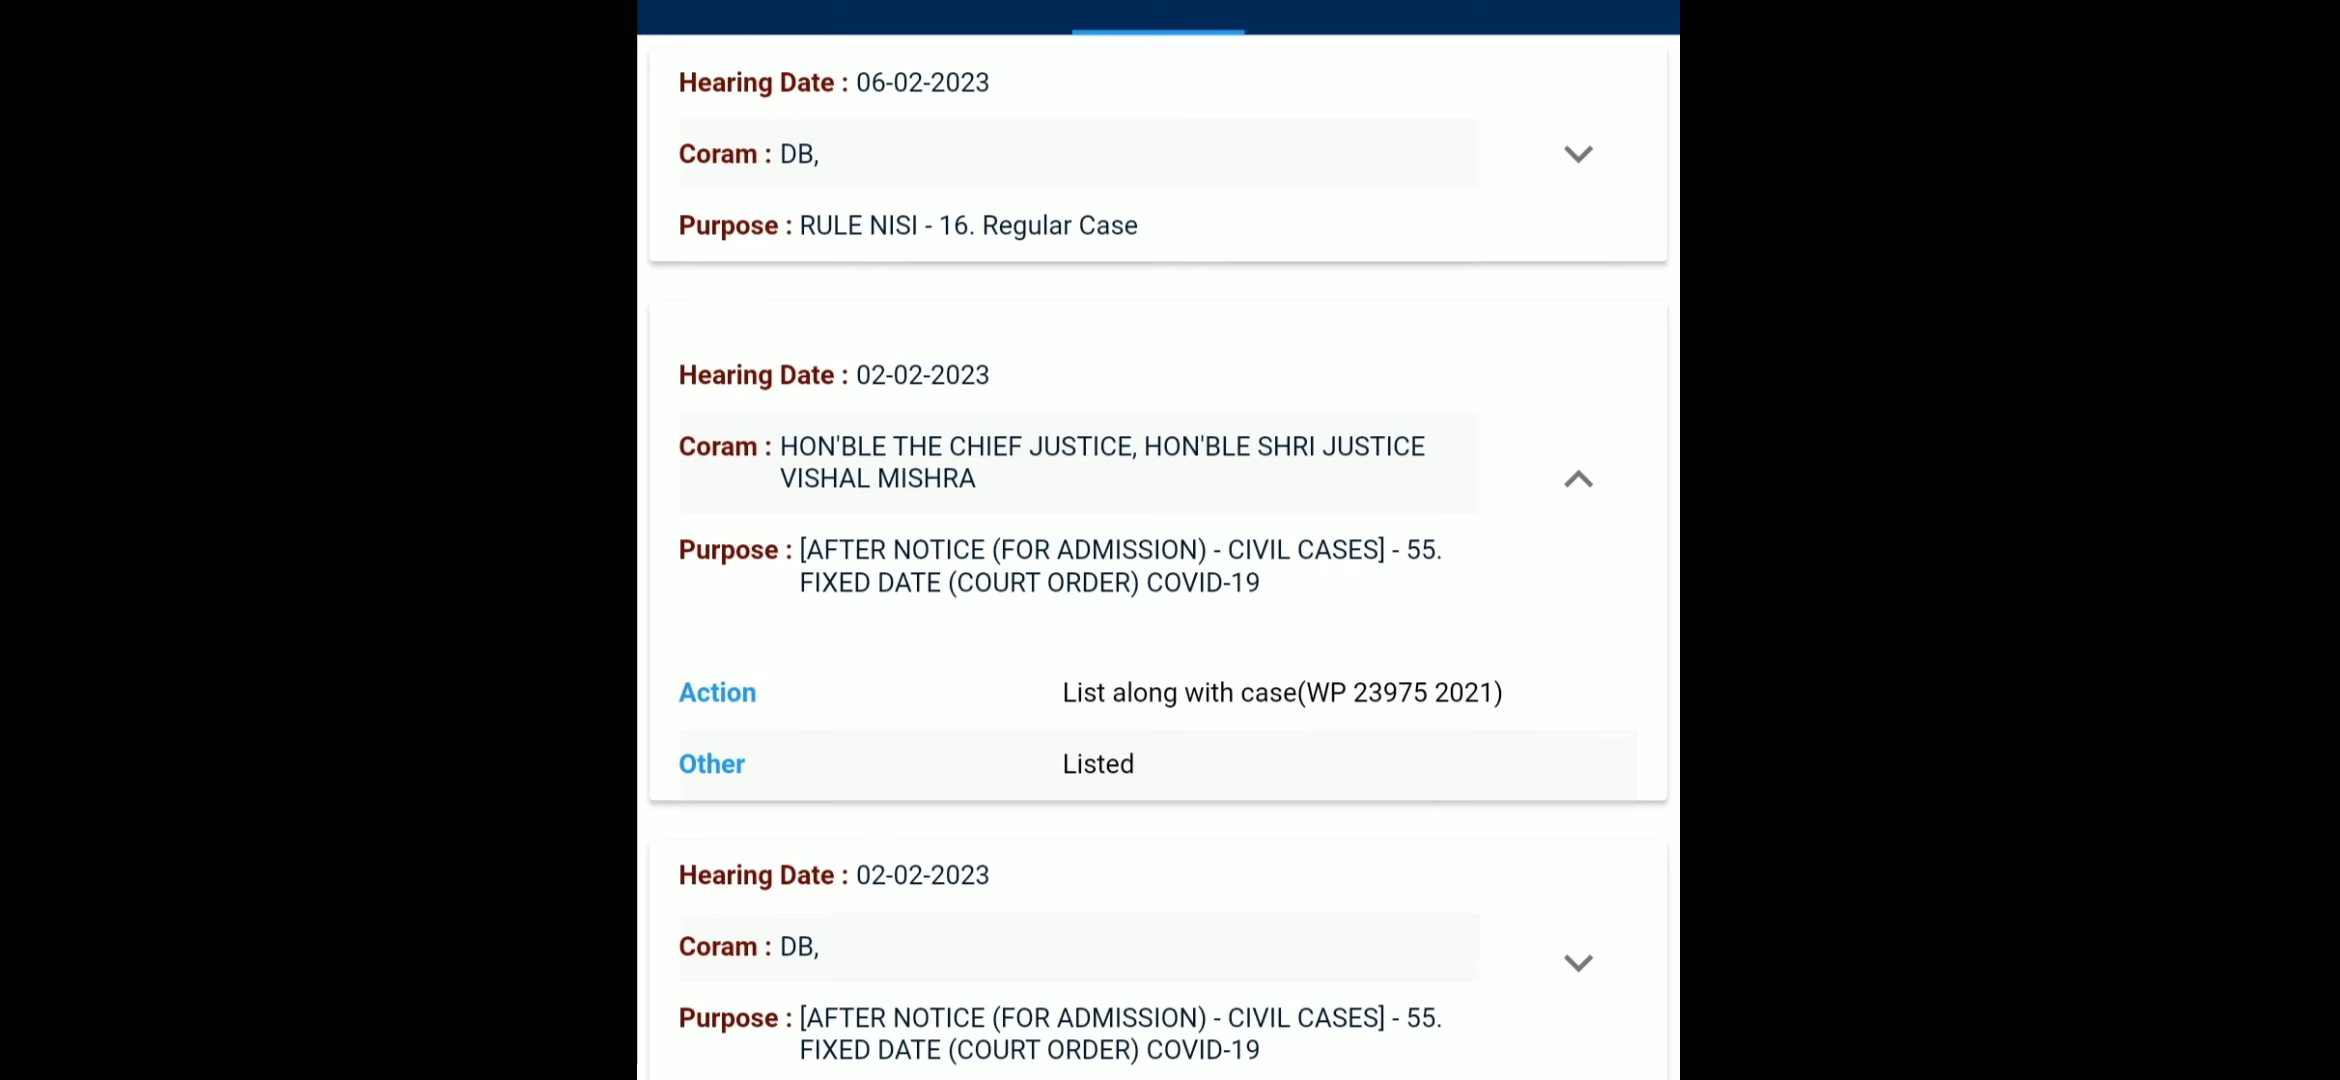 Hearing Date : 06-02-2023
Coram : DB,
Purpose : RULE NISI - 16. Regular Case
Hearing Date : 02-02-2023
Coram : HON'BLE THE CHIEF JUSTICE, HON'BLE SHRI JUSTICE
VISHAL MISHRA
Purpose : [AFTER NOTICE (FOR ADMISSION) - CIVIL CASES] - 55.
FIXED DATE (COURT ORDER) COVID-19
Action List along with case(WP 23975 2021)
Other Listed
Hearing Date : 02-02-2023
Coram : DB,
Purpose : [AFTER NOTICE (FOR ADMISSION) - CIVIL CASES] - 55.
FIXED DATE (COURT ORDER) COVID-19